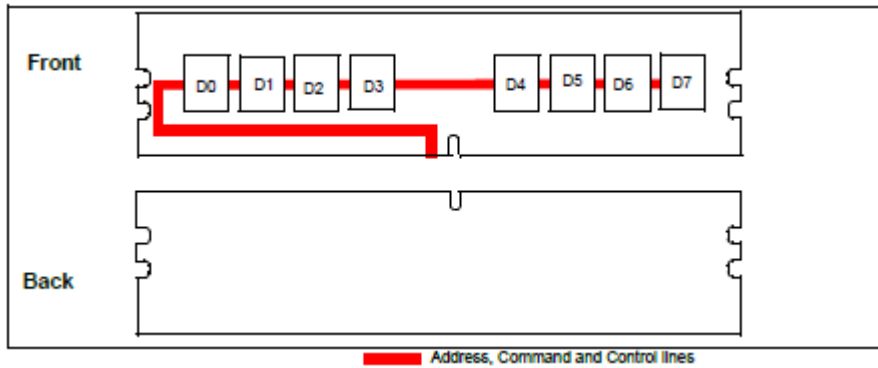 Front
D0 D1 D2 D3 D4 D5 D6 D7
Back
Address, Command and Control lines